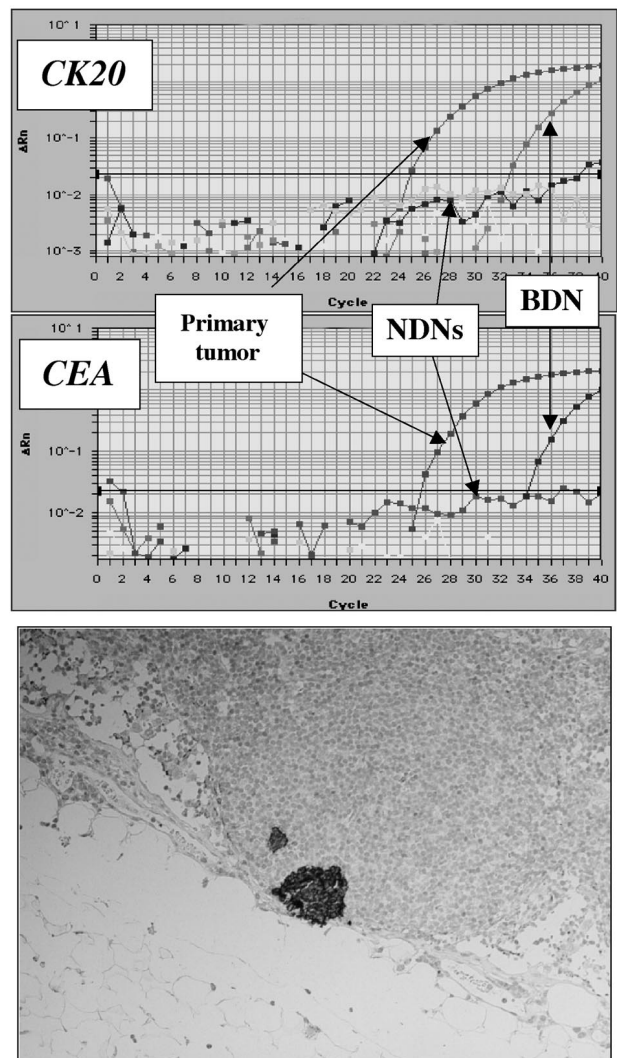 CK20
ΔRn
10^1
10^-1
10^-2
10^-3
0 2 4 6 8 10 12 14 16 18 20 22 24 26 28 30 32 34 36 38 40
Cycle
Primary
tumor
NDNs
BDN
CEA
ΔRn
10^1
10^-1
10^-2
0 2 4 6 8 10 12 14 16 18 20 22 24 26 28 30 32 34 36 38 40
Cycle